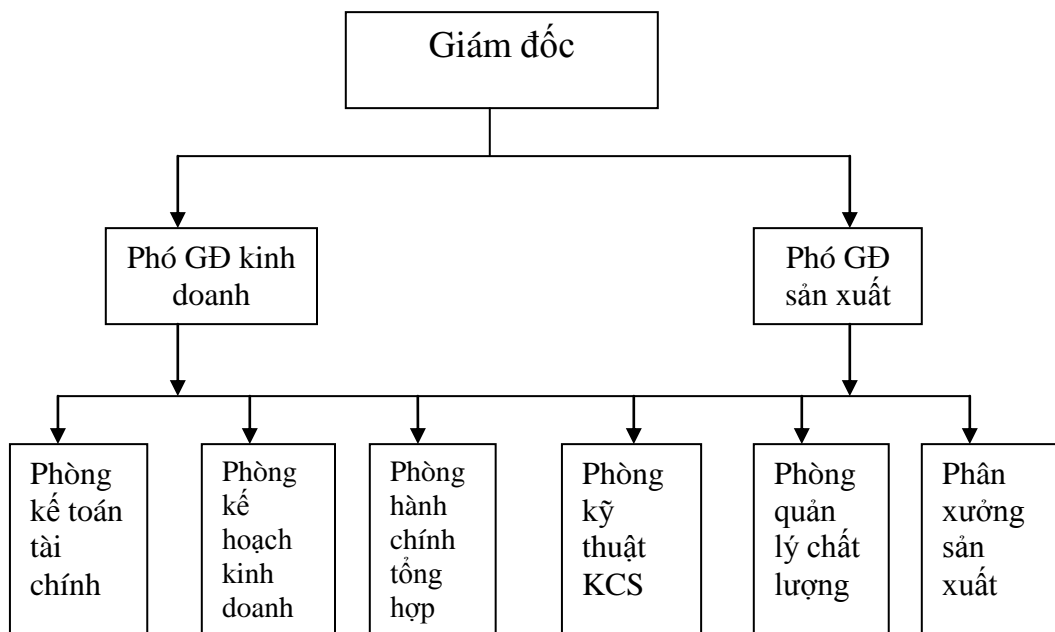 Giám đốc
Phó GĐ kinh
doanh
Phó GĐ
sản xuất
Phòng
kế toán
tài
chính
Phòng
kế
hoạch
kinh
doanh
Phòng
hành
chính
tổng
hợp
Phòng
kỹ
thuật
KCS
Phòng
quản
lý chất
lượng
Phân
xưởng
sản
xuất